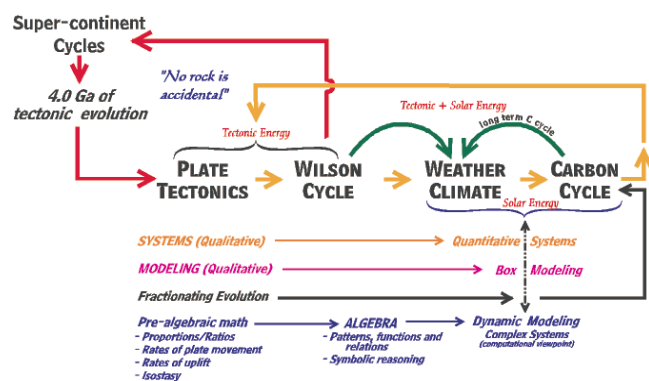 Super-continent
Cycles
4.0 Ga of
tectonic evolution
"No rock is
accidental"
Tectonic + Solar Energy
long term C cycle
Tectonic Energy
PLATE
TECTONICS
WILSON
CYCLE
WEATHER
CLIMATE
CARBON
CYCLE
Solar Energy
SYSTEMS (Qualitative)
Quantitative Systems
MODELING (Qualitative)
Box Modeling
Fractionating Evolution
Pre-algebraic math
- Proportions/Ratios
- Rates of plate movement
- Rates of uplift
- Isostasy
ALGEBRA
- Patterns, functions and
relations
- Symbolic reasoning
Dynamic Modeling
Complex Systems
(computational viewpoint)